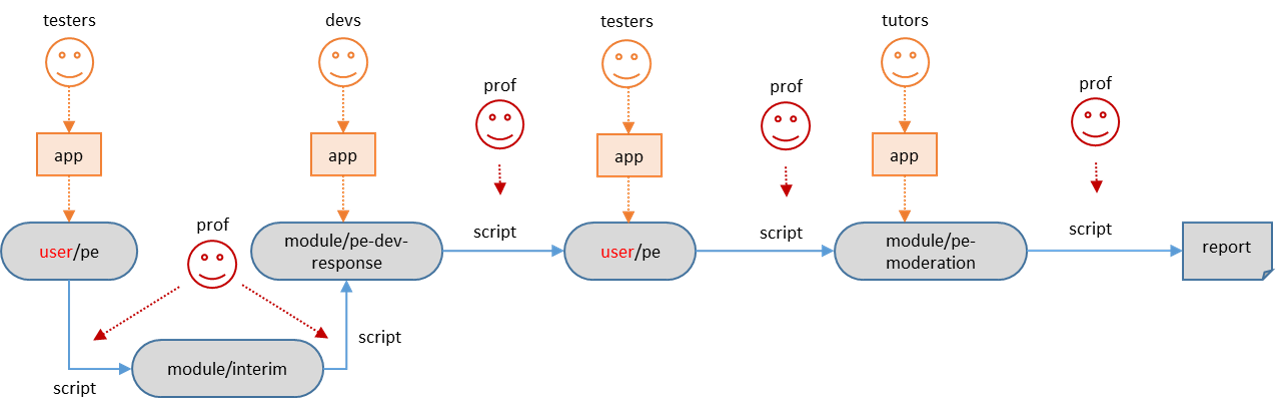 testers
devs
testers
tutors
prof
prof
prof
app
app
app
app
prof
user/pe
module/pe-dev-
response
script
user/pe
script
module/pe-
moderation
script
report
script
module/interim
script